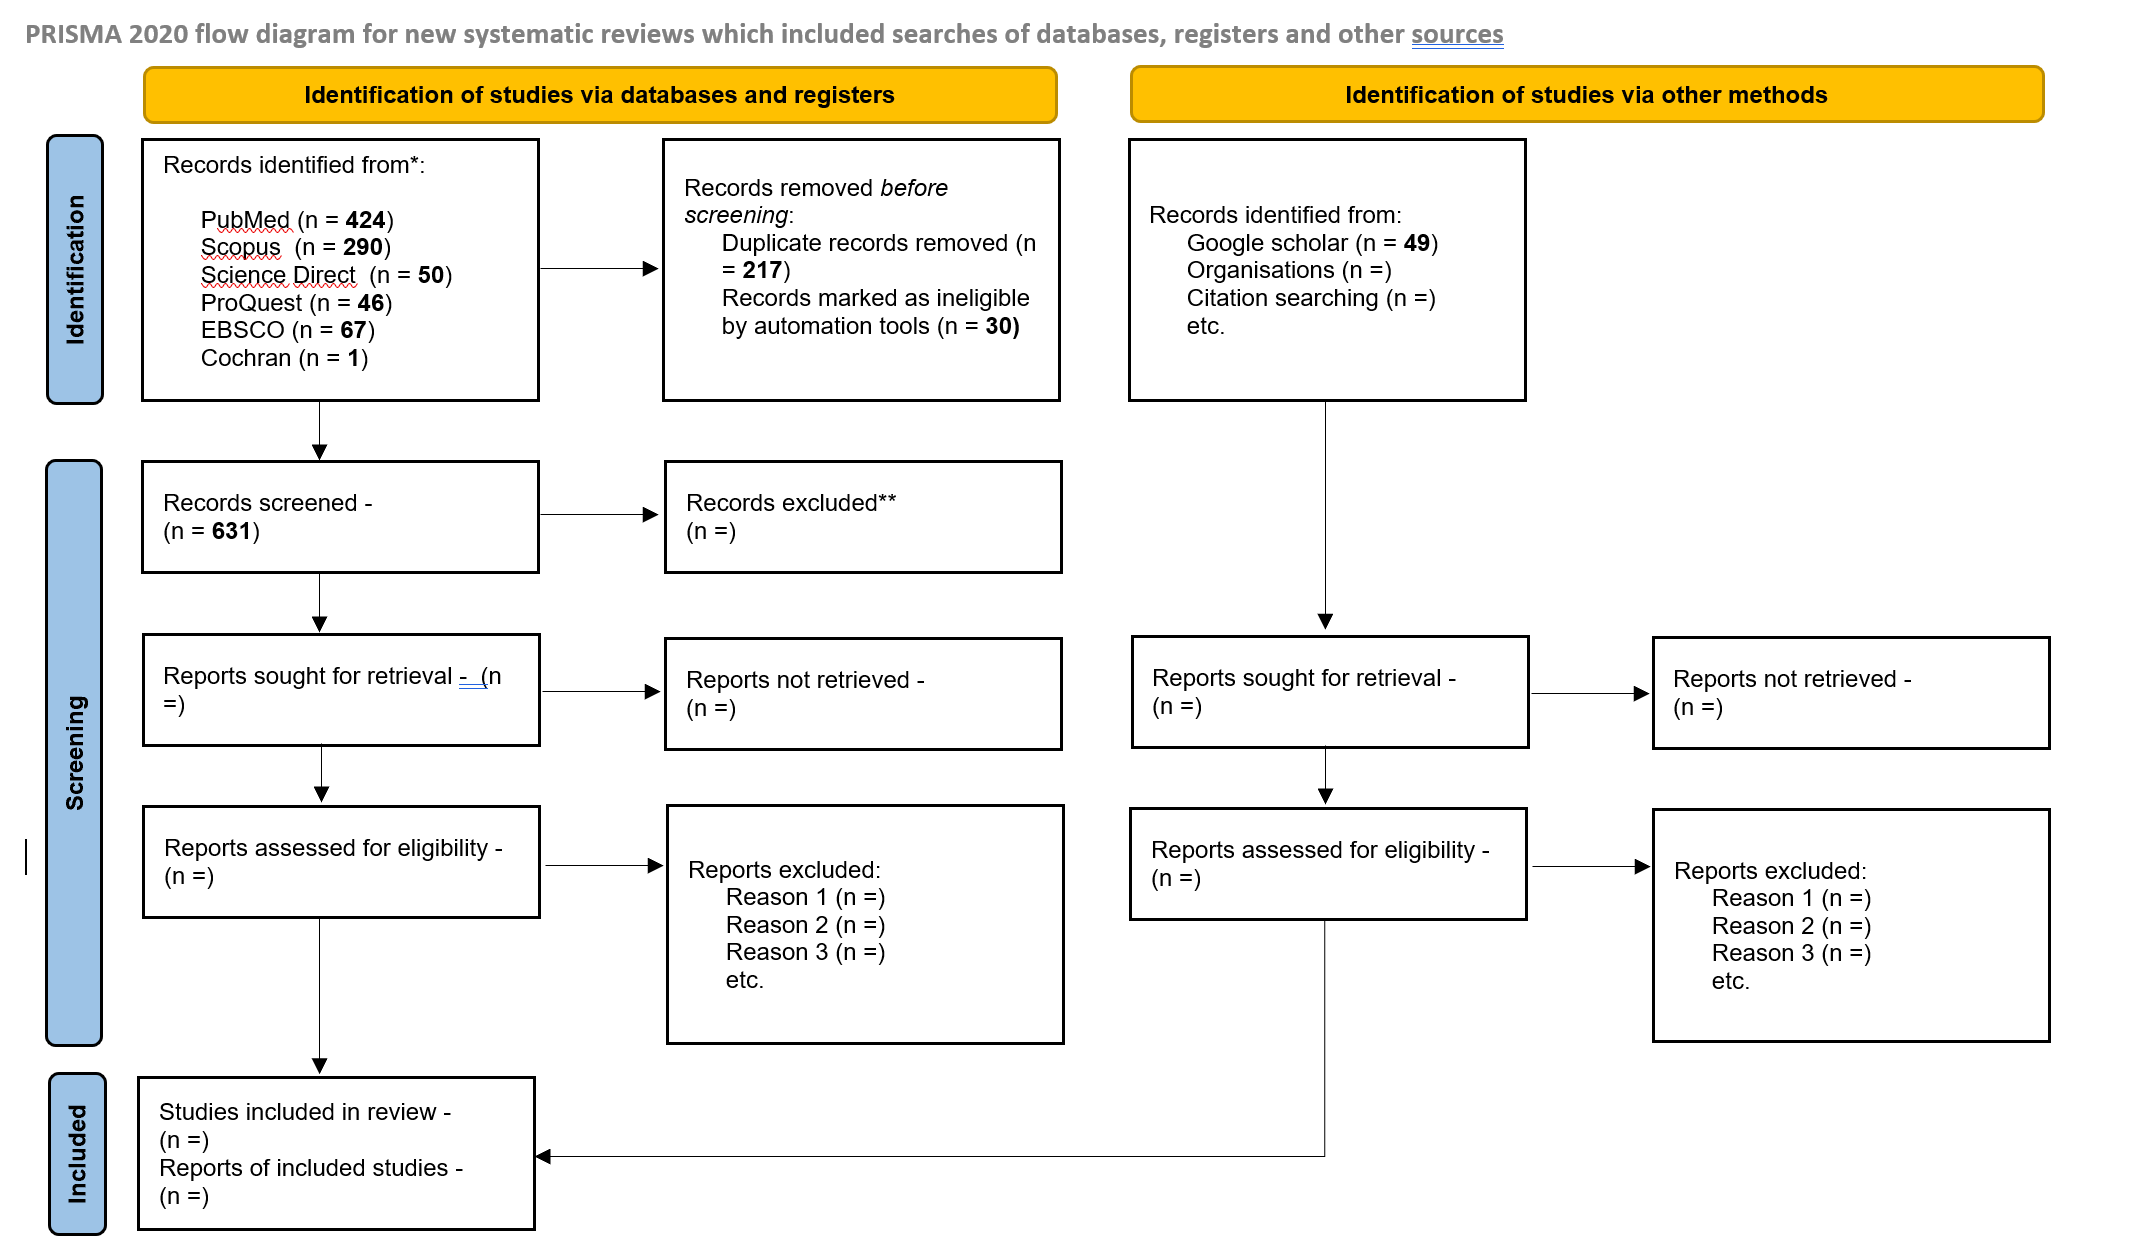 PRISMA 2020 flow diagram for new systematic reviews which included searches of databases, registers and other sources
Identification of studies via databases and registers
Identification of studies via other methods
Identification
Records identified from*:
PubMed (n = 424)
Scopus (n = 290)
Science Direct (n = 50)
ProQuest (n = 46)
EBSCO (n = 67)
Cochran (n = 1)
Records removed before
screening:
Duplicate records removed (n
= 217)
Records marked as ineligible
by automation tools (n = 30)
Records identified from:
Google scholar (n = 49)
Organisations (n =)
Citation searching (n =)
etc.
Screening
Records screened -
(n = 631)
Records excluded**
(n =)
Reports sought for retrieval - (n
=)
Reports not retrieved -
(n =)
Reports sought for retrieval -
(n =)
Reports not retrieved -
(n =)
Reports assessed for eligibility -
(n =)
Reports excluded:
Reason 1 (n =)
Reason 2 (n =)
Reason 3 (n =)
etc.
Reports assessed for eligibility -
(n =)
Reports excluded:
Reason 1 (n =)
Reason 2 (n =)
Reason 3 (n =)
etc.
Included
Studies included in review -
(n =)
Reports of included studies -
(n =)